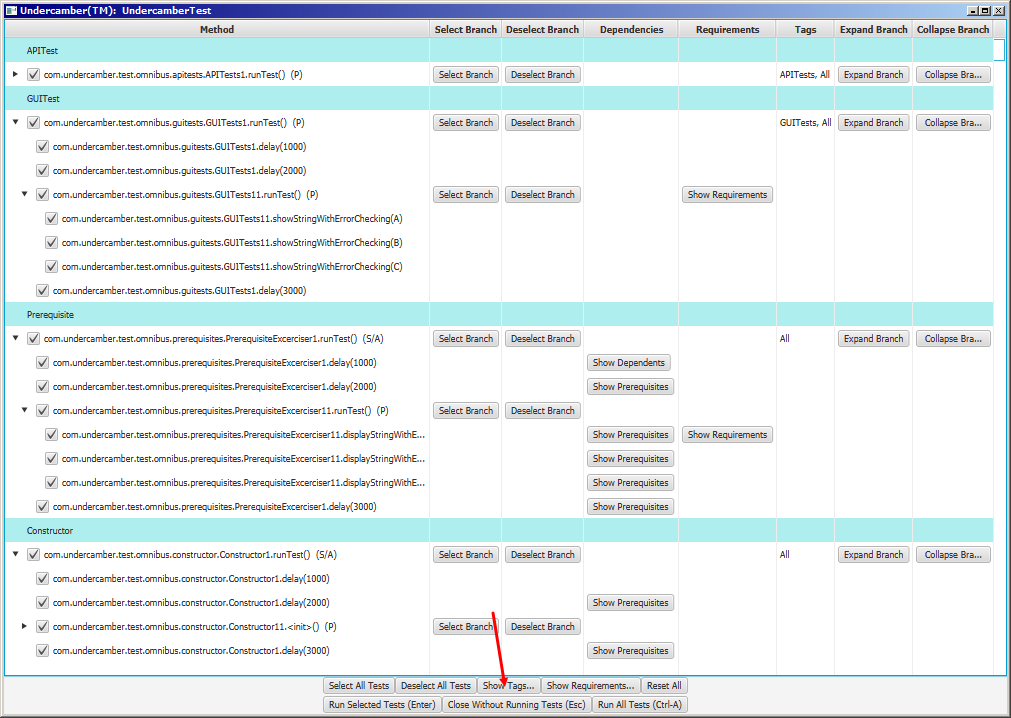 Undercamber(TM): UndercamberTest
Method Select Branch Deselect Branch Dependencies Requirements Tags Expand Branch Collapse Branch
APITest
com.undercamber.test.omnibus.apitests.APITests1.runTest() (P) Select Branch Deselect Branch APITests, All Expand Branch Collapse Bra...
GUITest
com.undercamber.test.omnibus.guitests.GUITests1.runTest() (P) Select Branch Deselect Branch GUITests, All Expand Branch Collapse Bra...
com.undercamber.test.omnibus.guitests.GUITests1.delay(1000)
com.undercamber.test.omnibus.guitests.GUITests1.delay(2000)
com.undercamber.test.omnibus.guitests.GUITests11.runTest() (P) Select Branch Deselect Branch Show Requirements
com.undercamber.test.omnibus.guitests.GUITests11.showStringWithErrorChecking(A)
com.undercamber.test.omnibus.guitests.GUITests11.showStringWithErrorChecking(B)
com.undercamber.test.omnibus.guitests.GUITests11.showStringWithErrorChecking(C)
com.undercamber.test.omnibus.guitests.GUITests1.delay(3000)
Prerequisite
com.undercamber.test.omnibus.prerequisites.PrerequisiteExcerciser1.runTest() (S/A) Select Branch Deselect Branch All Expand Branch Collapse Bra...
com.undercamber.test.omnibus.prerequisites.PrerequisiteExcerciser1.delay(1000) Show Dependents
com.undercamber.test.omnibus.prerequisites.PrerequisiteExcerciser1.delay(2000) Show Prerequisites
com.undercamber.test.omnibus.prerequisites.PrerequisiteExcerciser11.runTest() (P) Select Branch Deselect Branch
com.undercamber.test.omnibus.prerequisites.PrerequisiteExcerciser11.displayStringWithE... Show Prerequisites Show Requirements
com.undercamber.test.omnibus.prerequisites.PrerequisiteExcerciser11.displayStringWithE... Show Prerequisites
com.undercamber.test.omnibus.prerequisites.PrerequisiteExcerciser11.displayStringWithE... Show Prerequisites
com.undercamber.test.omnibus.prerequisites.PrerequisiteExcerciser1.delay(3000) Show Prerequisites
Constructor
com.undercamber.test.omnibus.constructor.Constructor1.runTest() (S/A) Select Branch Deselect Branch All Expand Branch Collapse Bra...
com.undercamber.test.omnibus.constructor.Constructor1.delay(1000)
com.undercamber.test.omnibus.constructor.Constructor1.delay(2000) Show Prerequisites
com.undercamber.test.omnibus.constructor.Constructor11.<init>() (P) Select Branch Deselect Branch
com.undercamber.test.omnibus.constructor.Constructor1.delay(3000) Show Prerequisites
Select All Tests Deselect All Tests Show Tags... Show Requirements... Reset All
Run Selected Tests (Enter) Close Without Running Tests (Esc) Run All Tests (Ctrl-A)